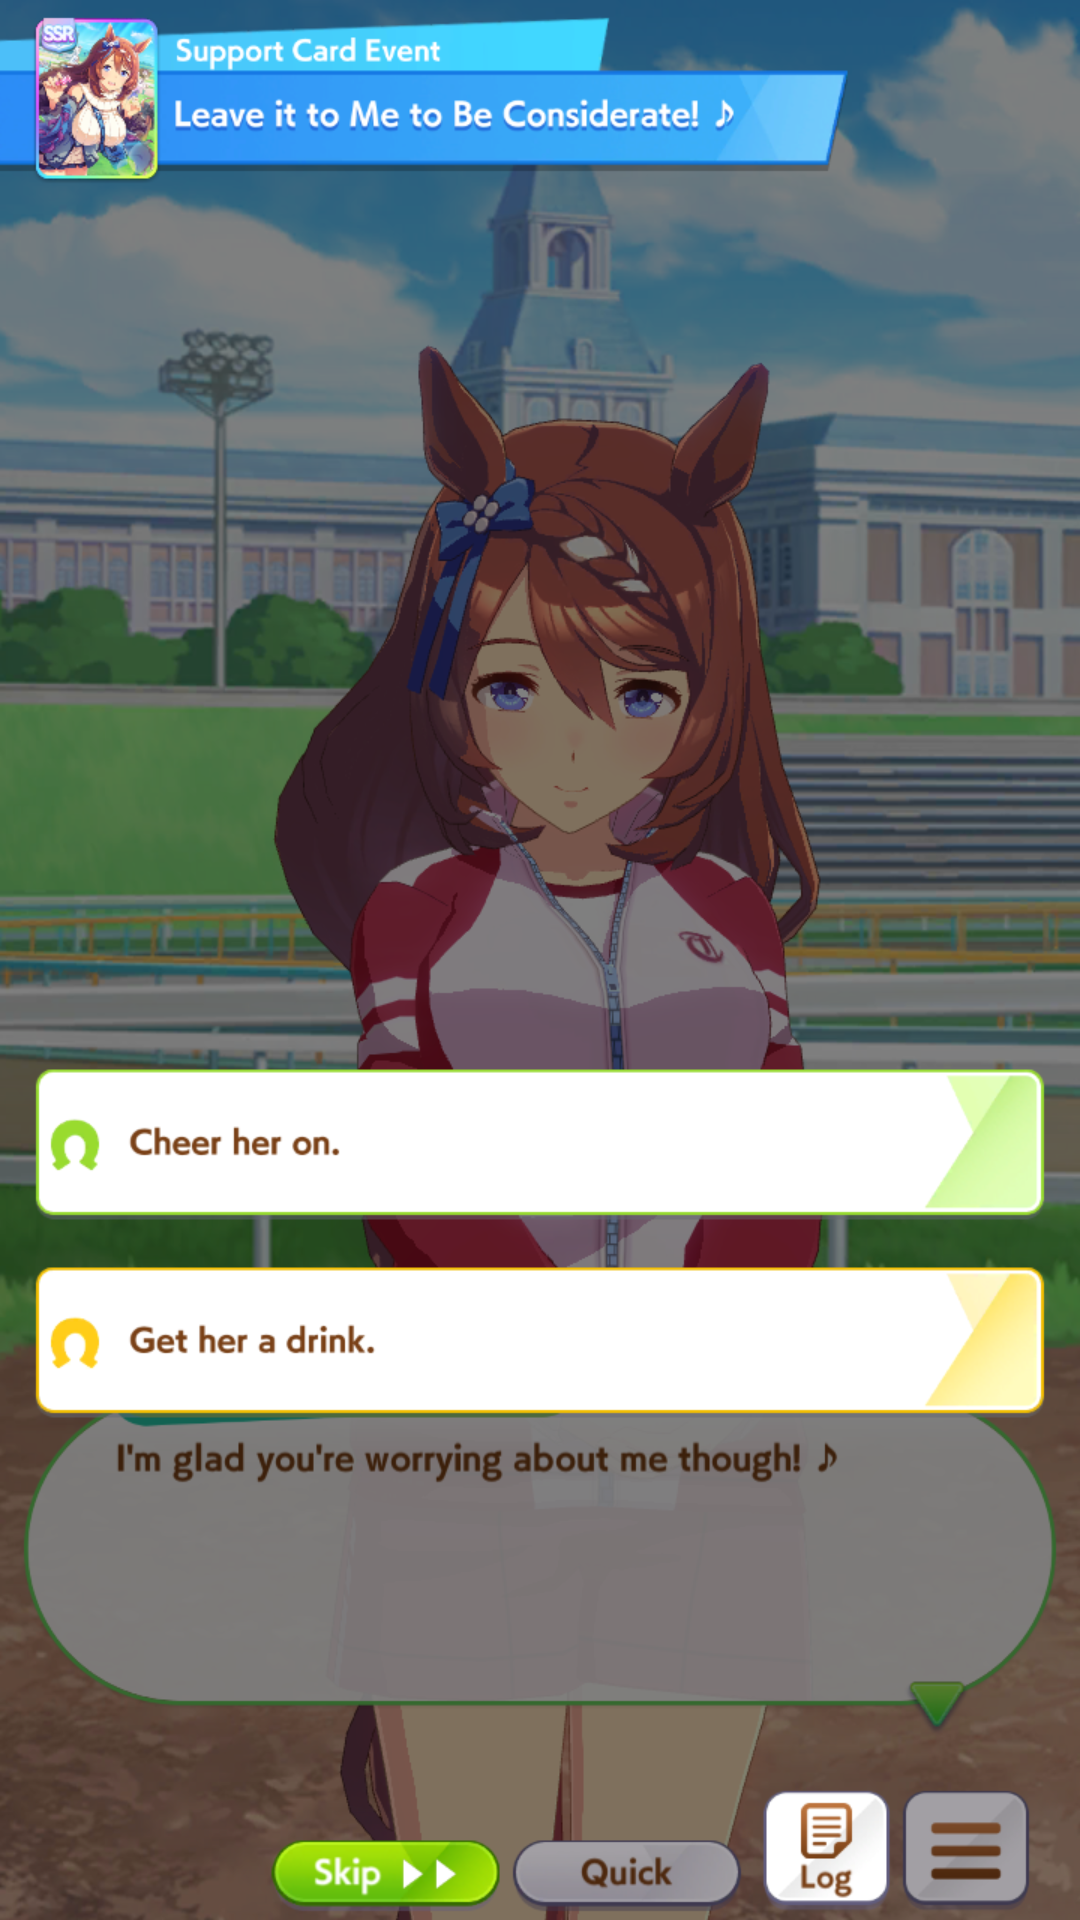 SSR
Support Card Event
Leave it to Me to Be Considerate! ♪
Cheer her on.
Get her a drink.
I'm glad you're worrying about me though! ♪
Skip
Quick
Log